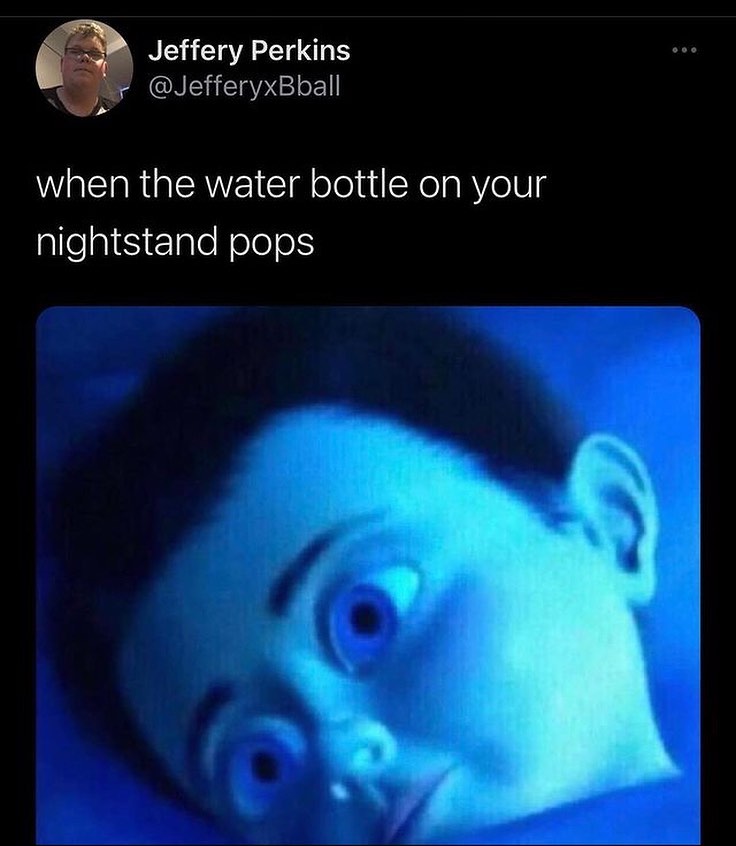 Jeffery Perkins
@JefferyxBball
when the water bottle on your
nightstand pops